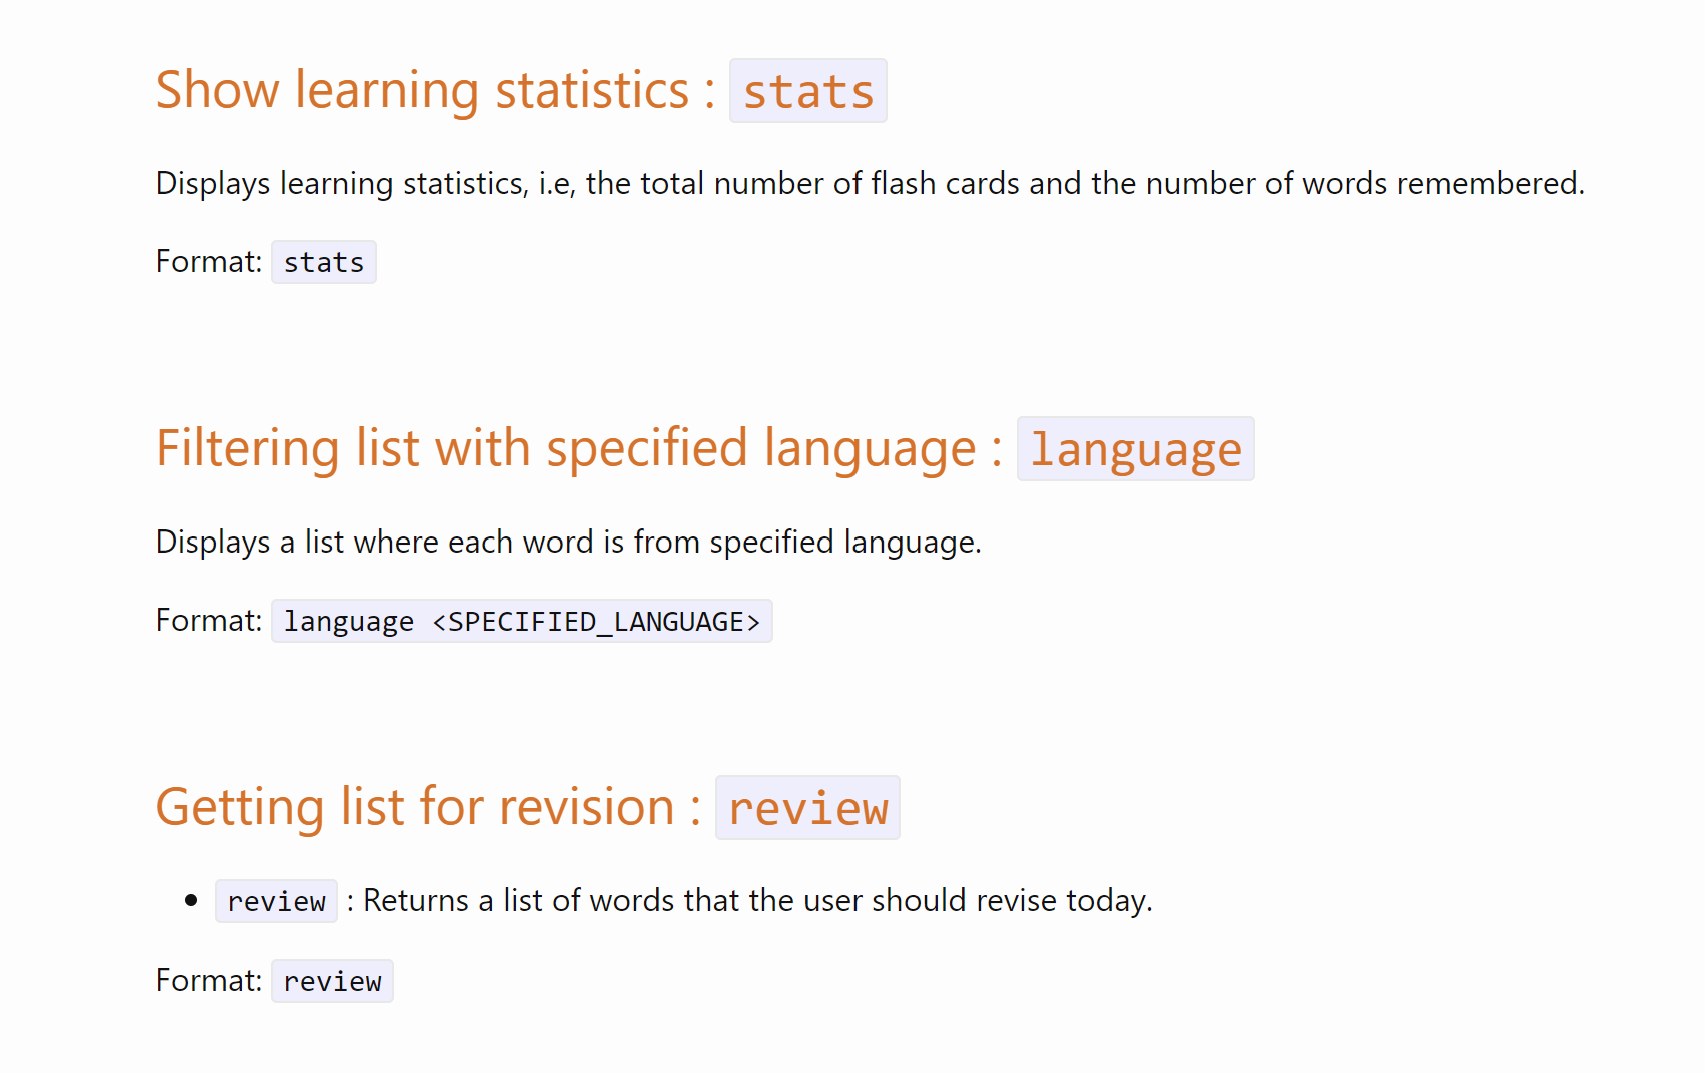 Show learning statistics : stats
Displays learning statistics, i.e, the total number of flash cards and the number of words remembered.
Format: stats
Filtering list with specified language : language
Displays a list where each word is from specified language.
Format: language <SPECIFIED_LANGUAGE>
Getting list for revision : review
• review : Returns a list of words that the user should revise today.
Format: review